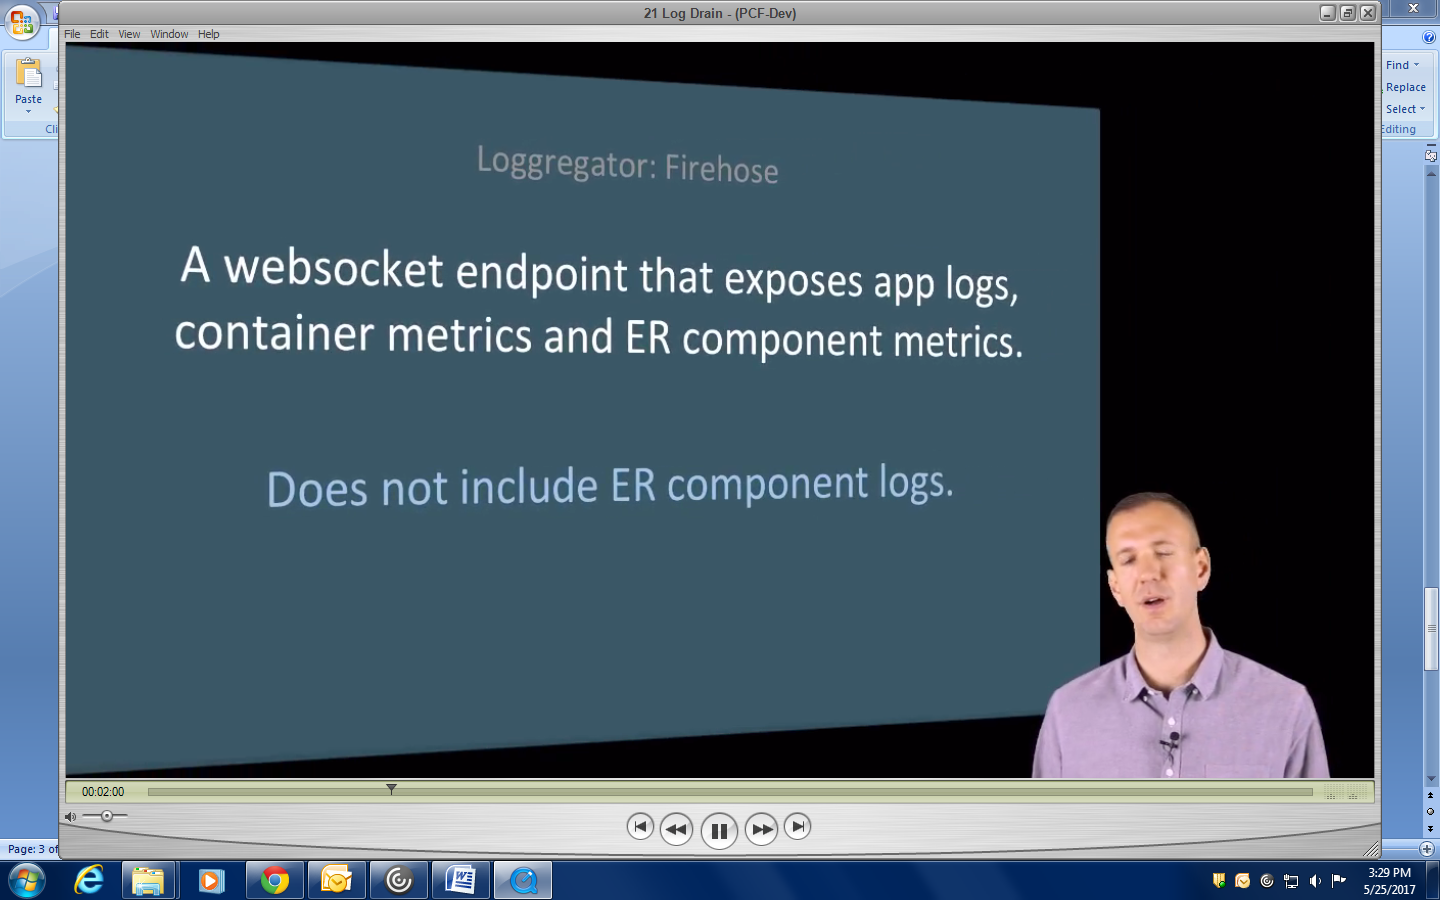 21 Log Drain - (PCF-Dev)
File Edit View Window Help
Paste
Find
Replace
Select
Editing
Loggregator: Firehose
A websocket endpoint that exposes app logs,
container metrics and ER component metrics.
Does not include ER component logs.
00:02:00
Page: 3 of
3:29 PM
5/25/2017